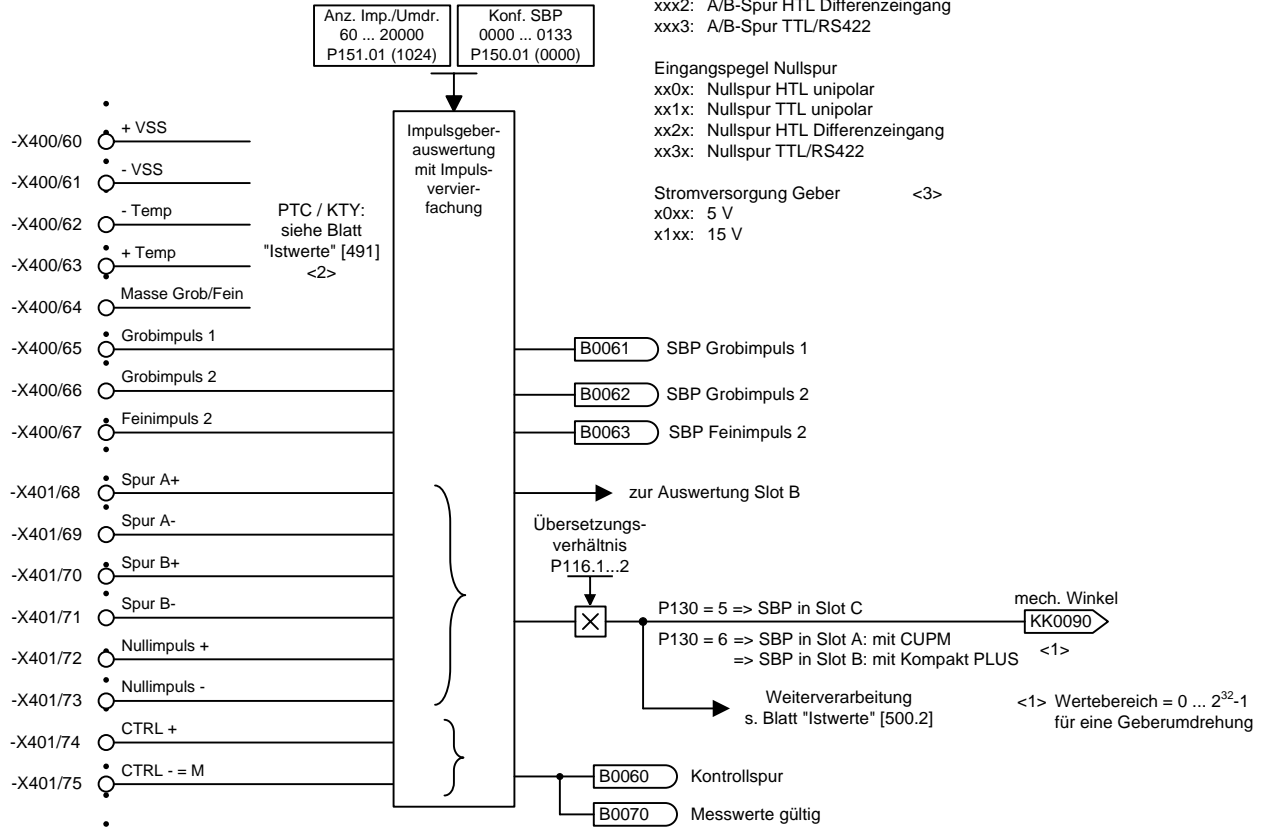 xxx2: A/B-Spur HTL Differenzeingang
xxx3: A/B-Spur TTL/RS422
Anz. Imp./Umdr.
60 ... 20000
P151.01 (1024)
Konf. SBP
0000 ... 0133
P150.01 (0000)
Eingangspegel Nullspur
xx0x: Nullspur HTL unipolar
xx1x: Nullspur TTL unipolar
xx2x: Nullspur HTL Differenzeingang
xx3x: Nullspur TTL/RS422
Stromversorgung Geber <3>
x0xx: 5 V
x1xx: 15 V
Impulsgeber-
auswertung
mit Impuls-
vervier-
fachung
-X400/60 + VSS
-X400/61 - VSS
-X400/62 - Temp
-X400/63 + Temp
-X400/64 Masse Grob/Fein
PTC / KTY:
siehe Blatt
"Istwerte" [491]
<2>
-X400/65 Grobimpuls 1
B0061 SBP Grobimpuls 1
-X400/66 Grobimpuls 2
B0062 SBP Grobimpuls 2
-X400/67 Feinimpuls 2
B0063 SBP Feinimpuls 2
-X401/68 Spur A+
zur Auswertung Slot B
-X401/69 Spur A-
-X401/70 Spur B+
-X401/71 Spur B-
-X401/72 Nullimpuls +
-X401/73 Nullimpuls -
-X401/74 CTRL +
-X401/75 CTRL - = M
Übersetzungs-
verhältnis
P116.1...2
P130 = 5 => SBP in Slot C
P130 = 6 => SBP in Slot A: mit CUPM
=> SBP in Slot B: mit Kompakt PLUS
mech. Winkel
KK0090
<1>
Weiterverarbeitung
s. Blatt "Istwerte" [500.2]
<1> Wertebereich = 0 ... 2³²-1
für eine Geberumdrehung
B0060 Kontrollspur
B0070 Messwerte gültig